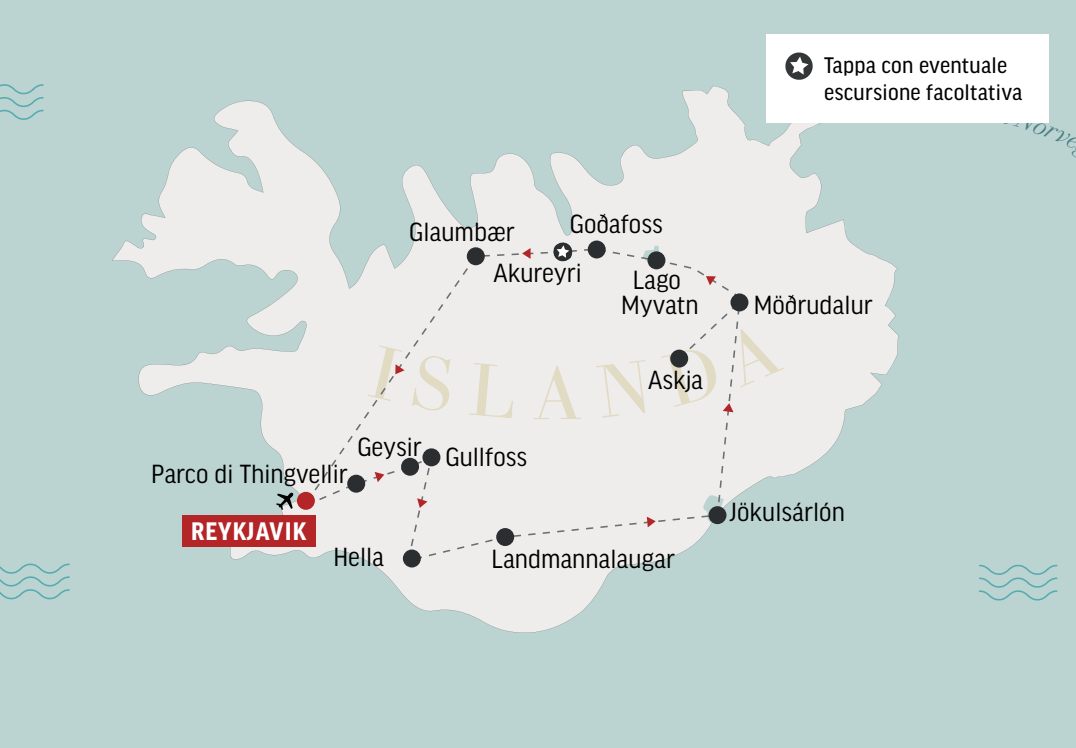 Tappa con eventuale
escursione facoltativa
Glaumbær
Goðafoss
Akureyri
Lago
Myvatn
Möðrudalur
ISLANDA
Askja
Geysir
Gullfoss
Parco di Thingvellir
REYKJAVIK
Jökulsárlón
Hella
Landmannalaugar